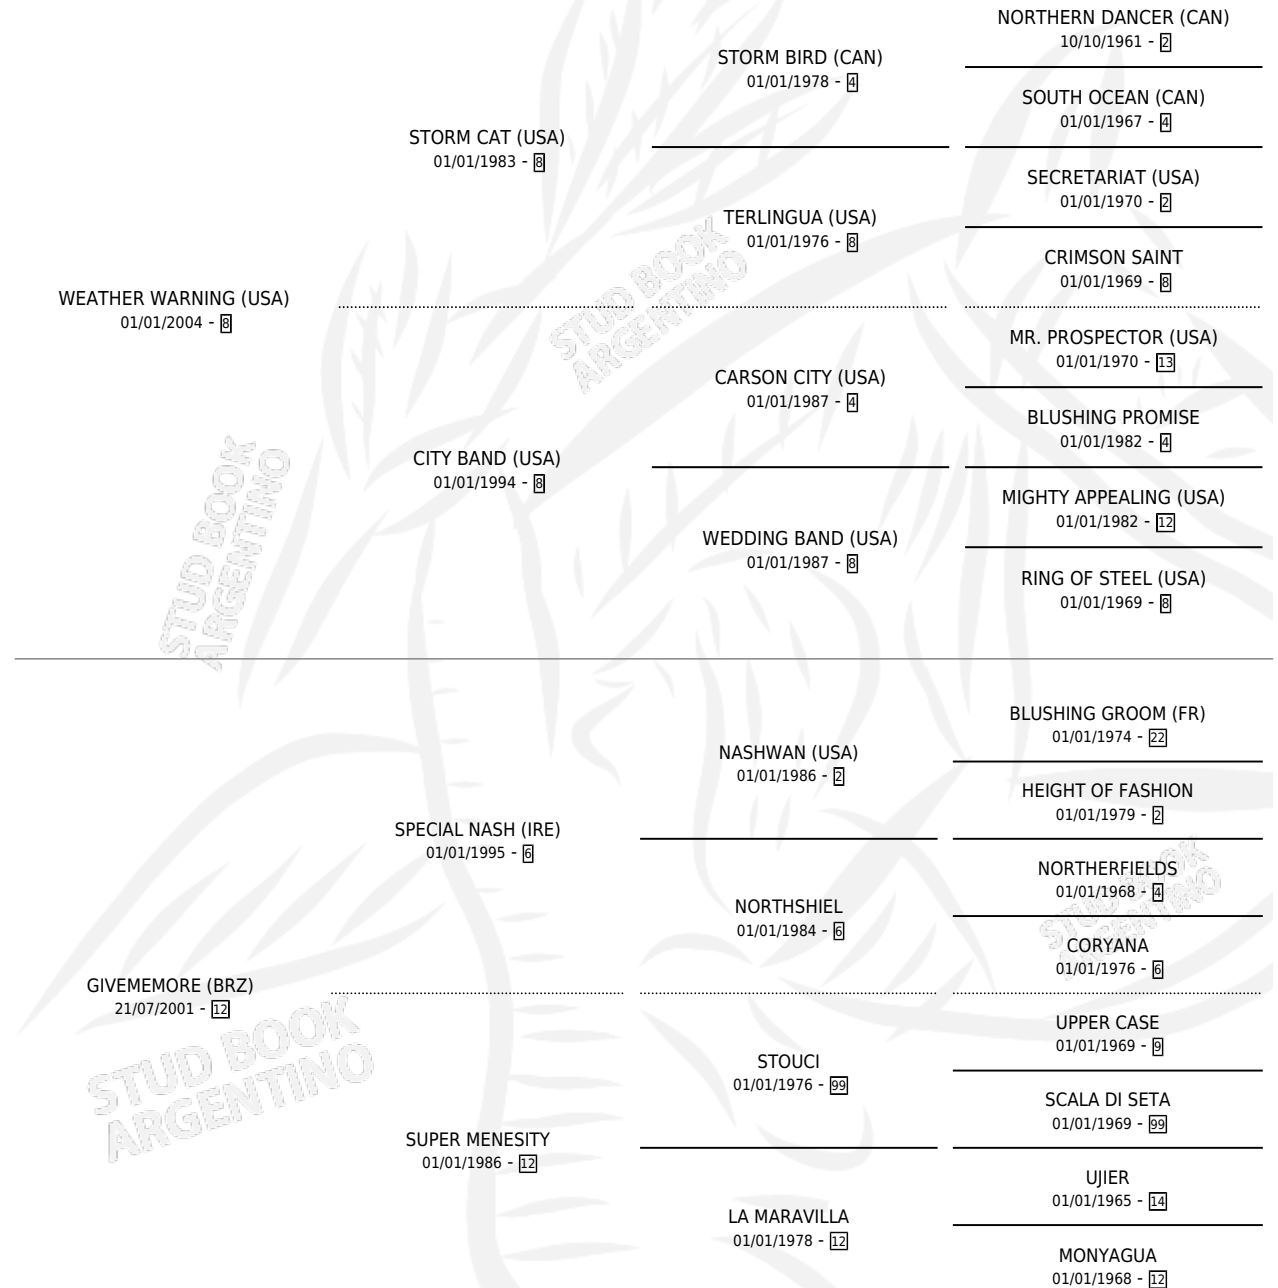 NORTHERN DANCER (CAN)
10/10/1961 - 2
STORM BIRD (CAN)
01/01/1978 - 4
SOUTH OCEAN (CAN)
01/01/1967 - 4
STORM CAT (USA)
01/01/1983 - 8
SECRETARIAT (USA)
01/01/1970 - 2
TERLINGUA (USA)
01/01/1976 - 8
CRIMSON SAINT
01/01/1969 - 8
WEATHER WARNING (USA)
01/01/2004 - 8
STUD BOOK
ARGENTINO
MR. PROSPECTOR (USA)
01/01/1970 - 13
CARSON CITY (USA)
01/01/1987 - 4
BLUSHING PROMISE
01/01/1982 - 4
CITY BAND (USA)
01/01/1994 - 8
MIGHTY APPEALING (USA)
01/01/1982 - 12
WEDDING BAND (USA)
01/01/1987 - 8
RING OF STEEL (USA)
01/01/1969 - 8
STUD BOOK
ARGENTINO
BLUSHING GROOM (FR)
01/01/1974 - 22
NASHWAN (USA)
01/01/1986 - 2
HEIGHT OF FASHION
01/01/1979 - 2
SPECIAL NASH (IRE)
01/01/1995 - 6
NORTHERFIELDS
01/01/1968 - 4
NORTHSHIEL
01/01/1984 - 6
STUD BOOK
ARGENTINO
CORYANA
01/01/1976 - 6
GIVEMEMORE (BRZ)
21/07/2001 - 12
UPPER CASE
01/01/1969 - 9
STOUCI
01/01/1976 - 99
STUD BOOK
ARGENTINO
SCALA DI SETA
01/01/1969 - 99
SUPER MENESITY
01/01/1986 - 12
UJIER
01/01/1965 - 14
LA MARAVILLA
01/01/1978 - 12
MONYAGUA
01/01/1968 - 12